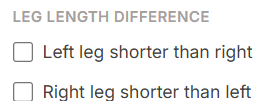 LEG LENGTH DIFFERENCE
Left leg shorter than right
Right leg shorter than left